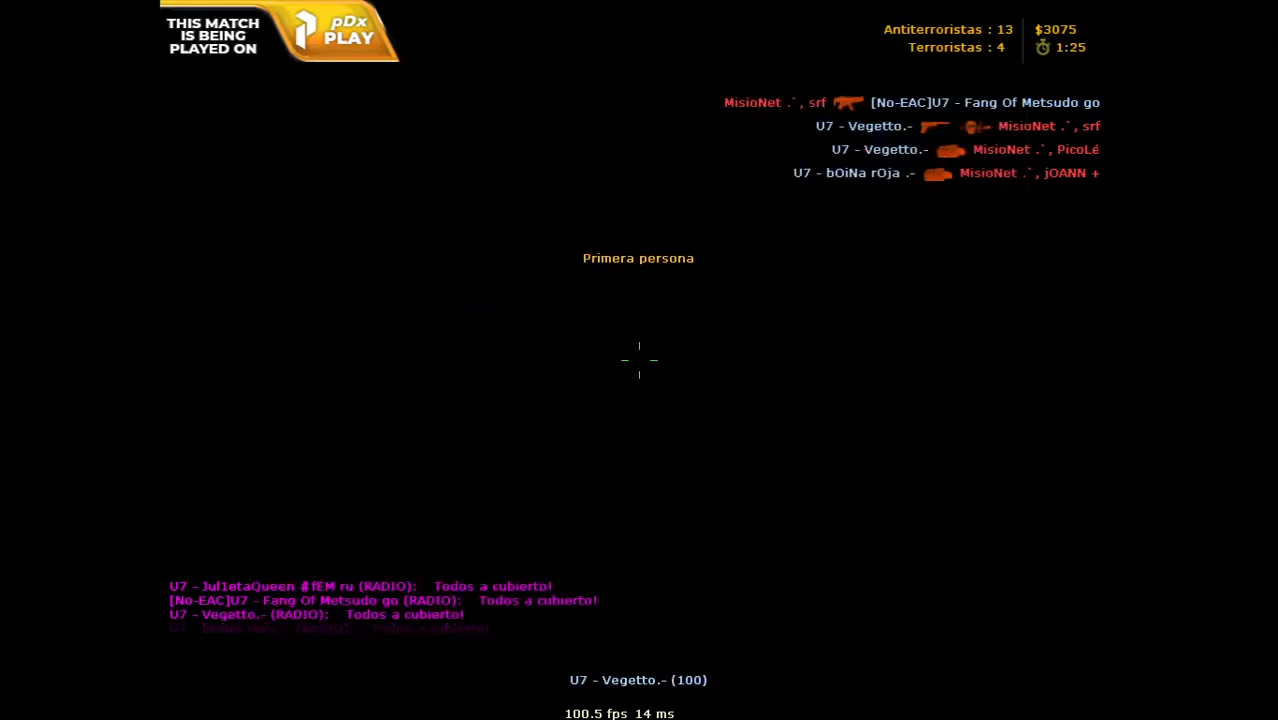 THIS MATCH
IS BEING
PLAYED ON
pDx
PLAY
Antiterroristas : 13
$3075
Terroristas : 4
1:25
MisioNet .`, srf [No-EAC]U7 - Fang Of Metsudo go
U7 - Vegetto.- MisioNet .`, srf
U7 - Vegetto.- MisioNet .`, PicoLé
U7 - bOiNa rOja .- MisioNet .`, jOANN +
Primera persona
U7 - Jul1etaQueen #fEM ru (RADIO): Todos a cubierto!
[No-EAC]U7 - Fang Of Metsudo go (RADIO): Todos a cubierto!
U7 - Vegetto.- (RADIO): Todos a cubierto!
U7 - Vegetto.- (100)
100.5 fps 14 ms